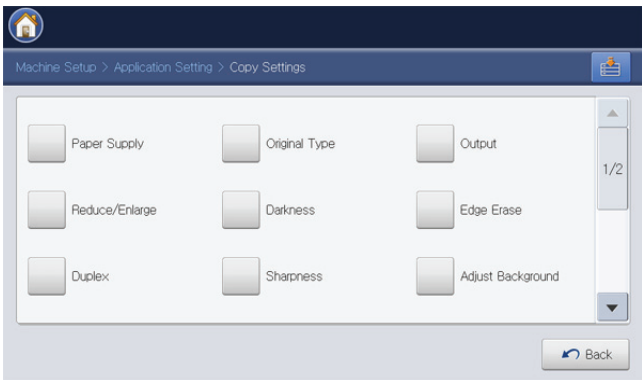 Machine Setup > Application Setting > Copy Settings
Paper Supply
Original Type
Output
1/2
Reduce/Enlarge
Darkness
Edge Erase
Duplex
Sharpness
Adjust Background
Back